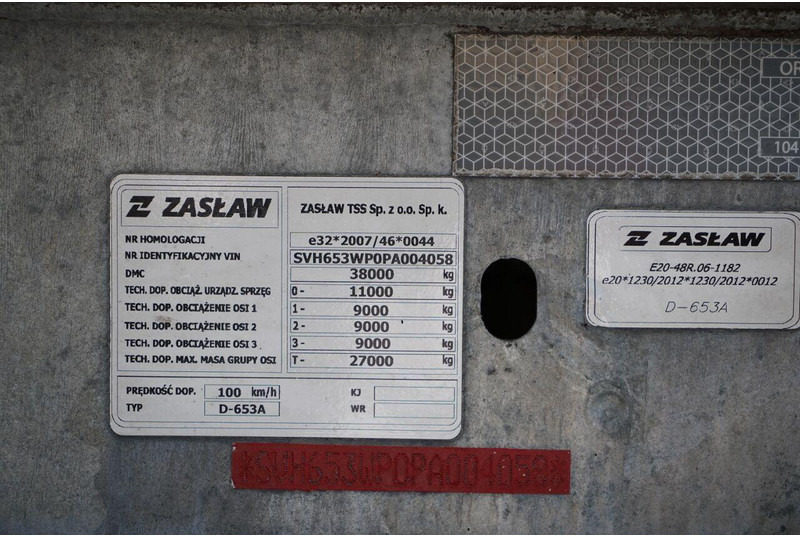 ZASŁAW
ZASŁAW TSS Sp. z o.o. Sp. k.
NR HOMOLOGACJI e32*2007/46*0044
NR IDENTYFIKACYJNY VIN SVH653WP0PA004058
DMC 38000 kg
TECH. DOP. OBCIĄŻ. URZĄDZ. SPRZĘG 0- 11000 kg
TECH. DOP. OBCIĄŻENIE OSI 1 1- 9000 kg
TECH. DOP. OBCIĄŻENIE OSI 2 2- 9000 kg
TECH. DOP. OBCIĄŻENIE OSI 3 3- 9000 kg
TECH. DOP. MAX. MASA GRUPY OSI T- 27000 kg
PRĘDKOŚĆ DOP. 100 km/h KJ
TYP D-653A WR
*SVH653WP0PA004058*
OR
104
ZASŁAW
E20-48R.06-1182
e20*1230/2012*1230/2012*0012
D-653A